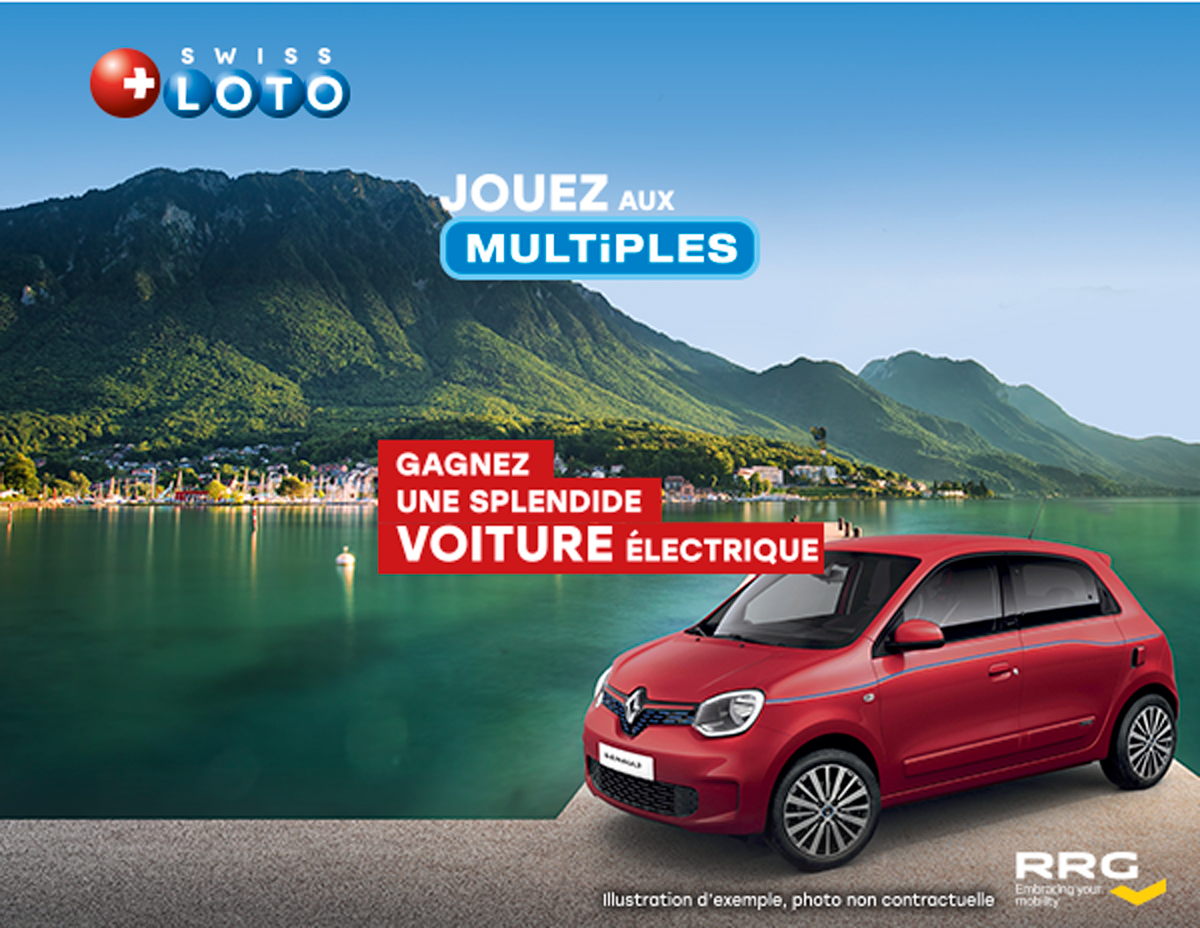 SWISS
LOTO
JOUEZ AUX
MULTiPLES
GAGNEZ
UNE SPLENDIDE
VOITURE ÉLECTRIQUE
RENAULT
RRG
Embracing your
mobility
Illustration d'exemple, photo non contractuelle